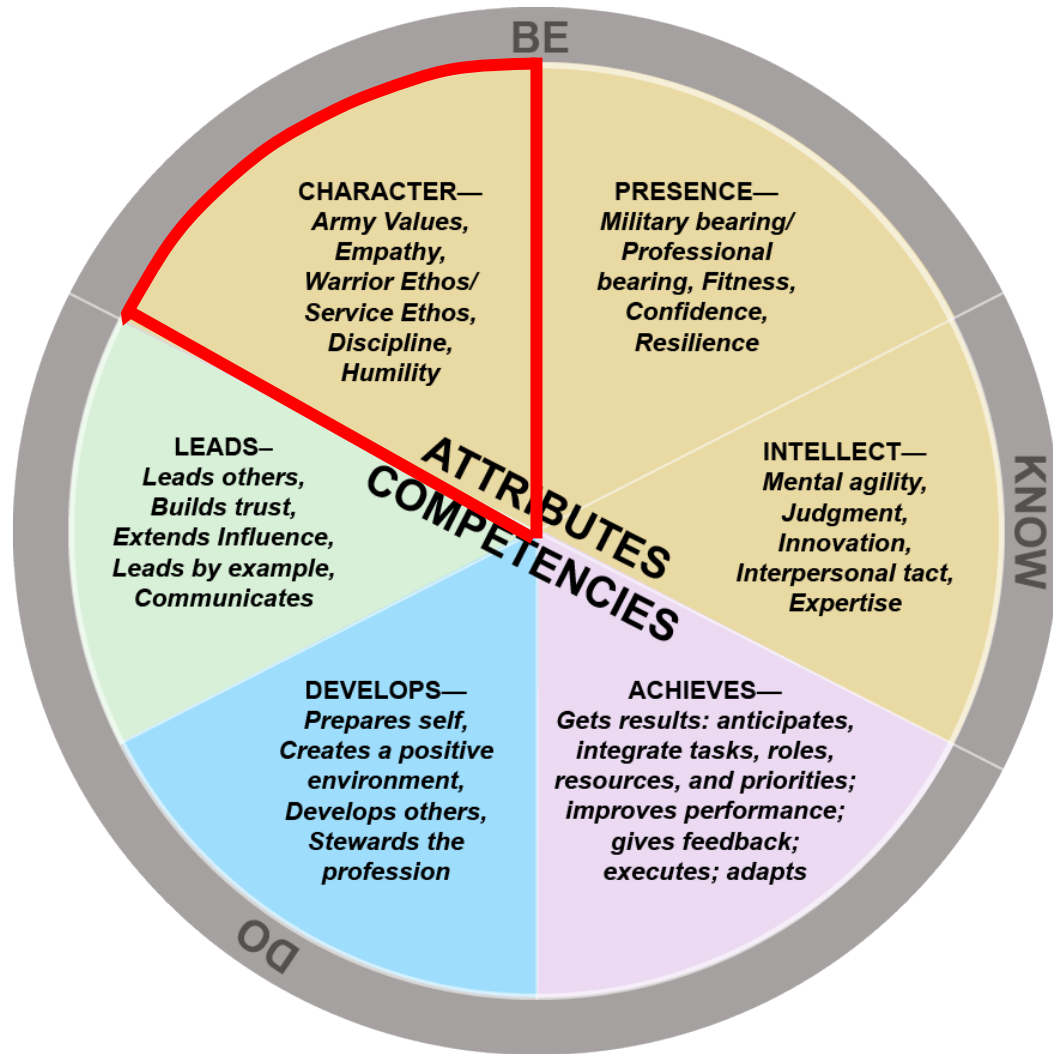 BE
CHARACTER—
Army Values,
Empathy,
Warrior Ethos/
Service Ethos,
Discipline,
Humility
PRESENCE—
Military bearing/
Professional
bearing, Fitness,
Confidence,
Resilience
KNOW
INTELLECT—
Mental agility,
Judgment,
Innovation,
Interpersonal tact,
Expertise
LEADS–
Leads others,
Builds trust,
Extends Influence,
Leads by example,
Communicates
ATTRIBUTES
COMPETENCIES
DEVELOPS—
Prepares self,
Creates a positive
environment,
Develops others,
Stewards the
profession
ACHIEVES—
Gets results: anticipates,
integrate tasks, roles,
resources, and priorities;
improves performance;
gives feedback;
executes; adapts
DO